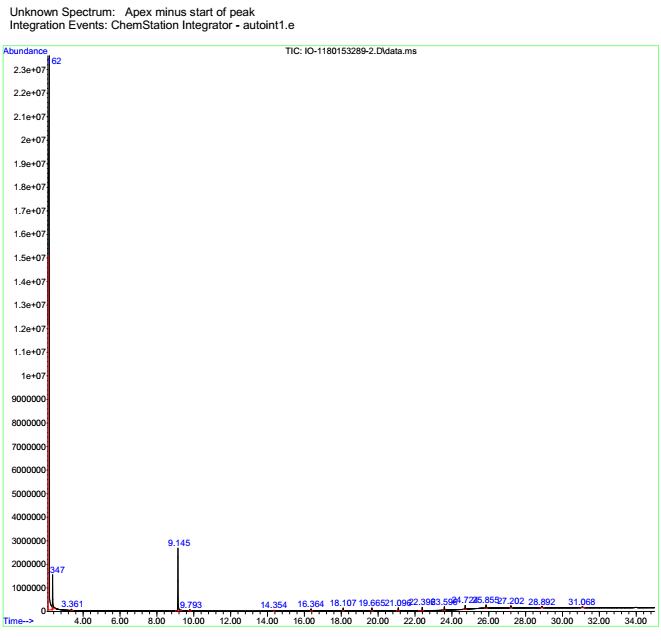 Unknown Spectrum: Apex minus start of peak
Integration Events: ChemStation Integrator - autoint1.e
Abundance
TIC: IO-1180153289-2.D\data.ms
62
2.3e+07
2.2e+07
2.1e+07
2e+07
1.9e+07
1.8e+07
1.7e+07
1.6e+07
1.5e+07
1.4e+07
1.3e+07
1.2e+07
1.1e+07
1e+07
9000000
8000000
7000000
6000000
5000000
4000000
3000000
9.145
2000000
347
1000000
3.361 9.793 14.354 16.364 18.107 19.665 21.096 22.396 23.596 24.724 25.855 27.202 28.892 31.068
0
Time-->
4.00 6.00 8.00 10.00 12.00 14.00 16.00 18.00 20.00 22.00 24.00 26.00 28.00 30.00 32.00 34.00